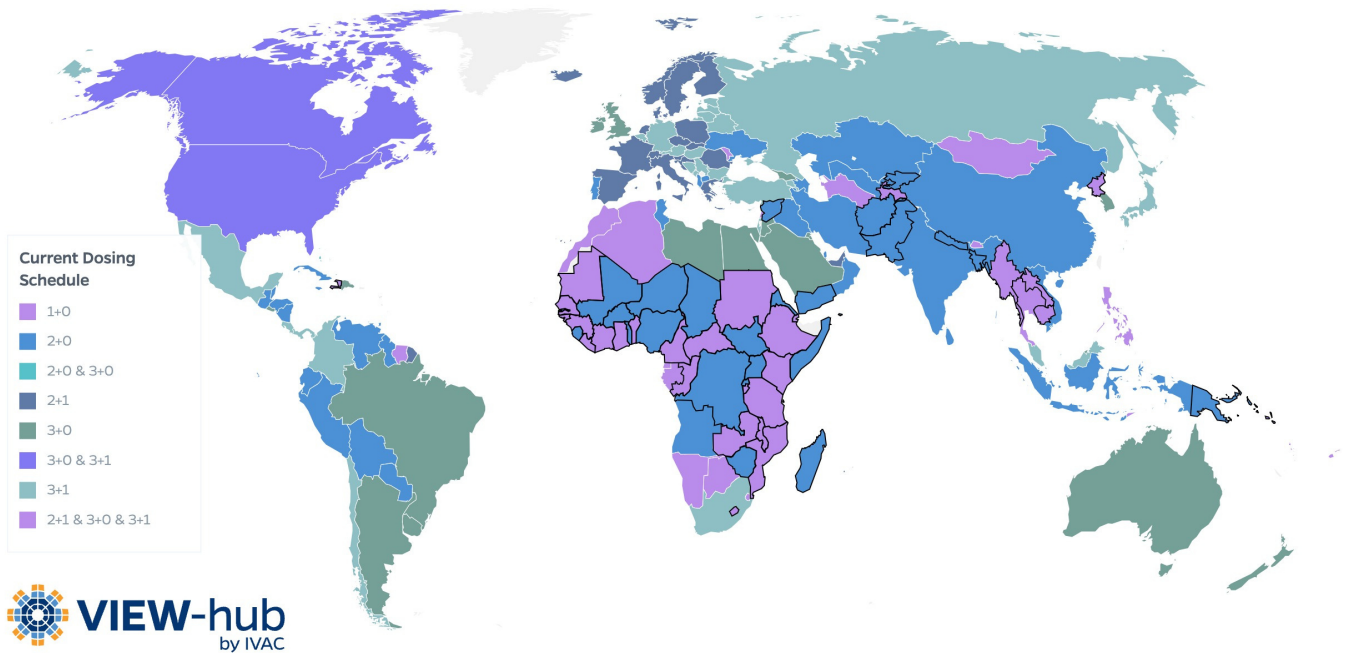 Current Dosing
Schedule
1+0
2+0
2+0 & 3+0
2+1
3+0
3+0 & 3+1
3+1
2+1 & 3+0 & 3+1
VIEW-hub
by IVAC